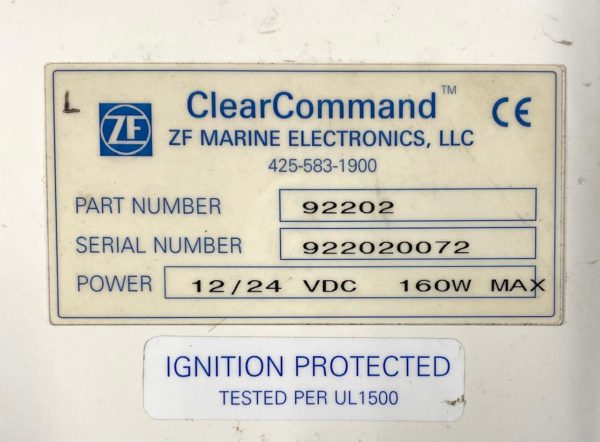 L
ZF
ClearCommand™
CE
ZF MARINE ELECTRONICS, LLC
425-583-1900
PART NUMBER 92202
SERIAL NUMBER 922020072
POWER 12/24 VDC 160W MAX
IGNITION PROTECTED
TESTED PER UL1500